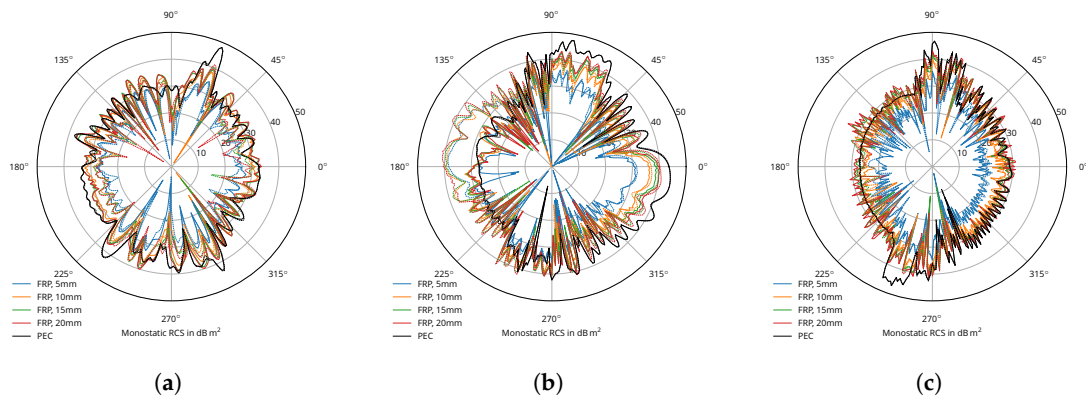 90°
135°
45°
50
40
30
20
10
180°
0°
225°
315°
270°
FRP, 5mm
FRP, 10mm
FRP, 15mm
FRP, 20mm
PEC
Monostatic RCS in dB m²
(a)
90°
135°
45°
50
40
30
20
10
180°
0°
225°
315°
270°
FRP, 5mm
FRP, 10mm
FRP, 15mm
FRP, 20mm
PEC
Monostatic RCS in dB m²
(b)
90°
135°
45°
50
40
30
20
10
180°
0°
225°
315°
270°
FRP, 5mm
FRP, 10mm
FRP, 15mm
FRP, 20mm
PEC
Monostatic RCS in dB m²
(c)